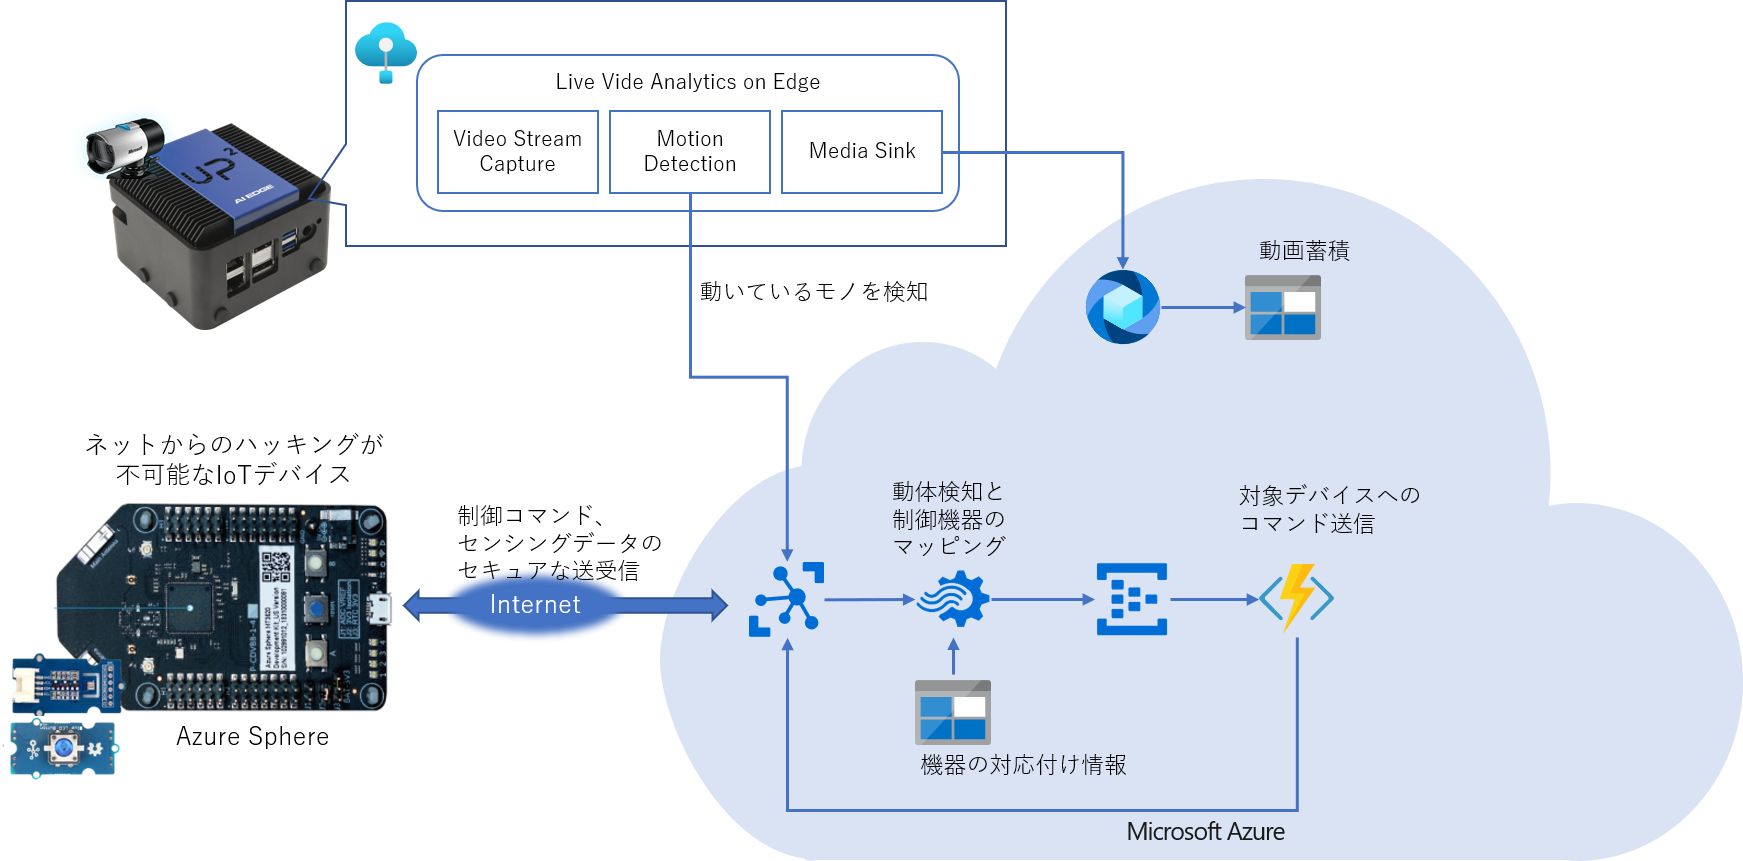 Live Vide Analytics on Edge
Video Stream
Capture
Motion
Detection
Media Sink
UP2
AI EDGE
動画蓄積
動いているモノを検知
ネットからのハッキングが
不可能なIoTデバイス
制御コマンド、
センシングデータの
セキュアな送受信
Internet
動体検知と
制御機器の
マッピング
対象デバイスへの
コマンド送信
Azure Sphere MT3620
Development Kit_US Version
Azure Sphere
機器の対応付け情報
Microsoft Azure